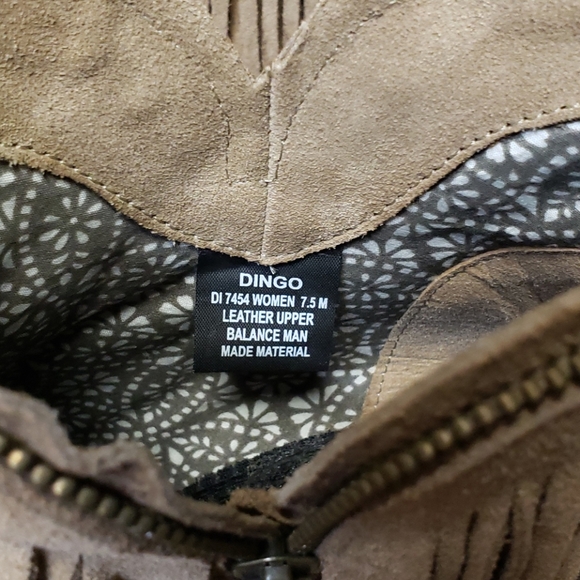 DINGO
DI 7454 WOMEN 7.5 M
LEATHER UPPER
BALANCE MAN
MADE MATERIAL